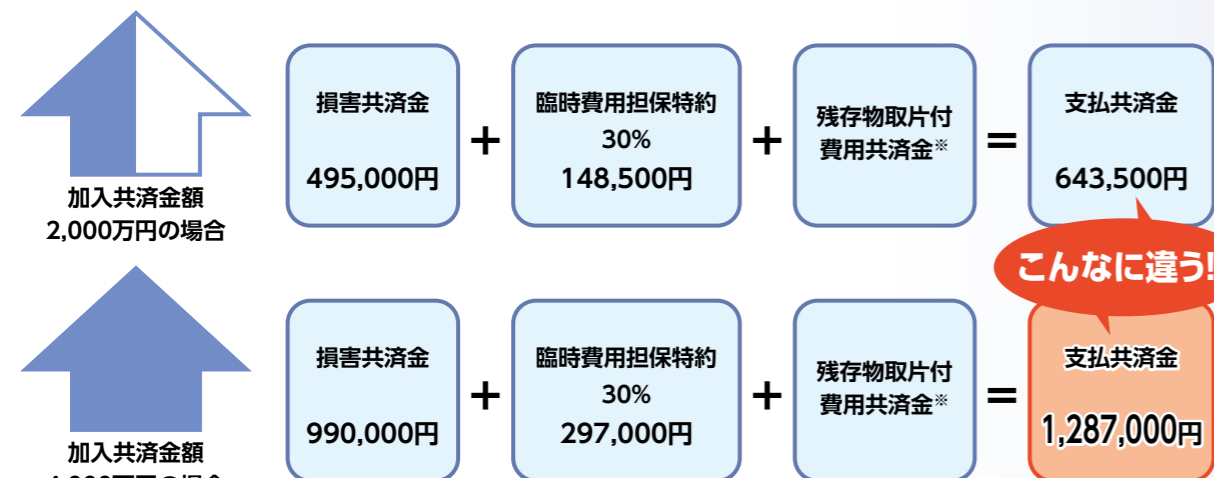 損害共済金
495,000円
+
臨時費用担保特約
30%
148,500円
+
残存物取片付
費用共済金※
=
支払共済金
643,500円
加入共済金額
2,000万円の場合
こんなに違う!
損害共済金
990,000円
+
臨時費用担保特約
30%
297,000円
+
残存物取片付
費用共済金※
=
支払共済金
1,287,000円
加入共済金額